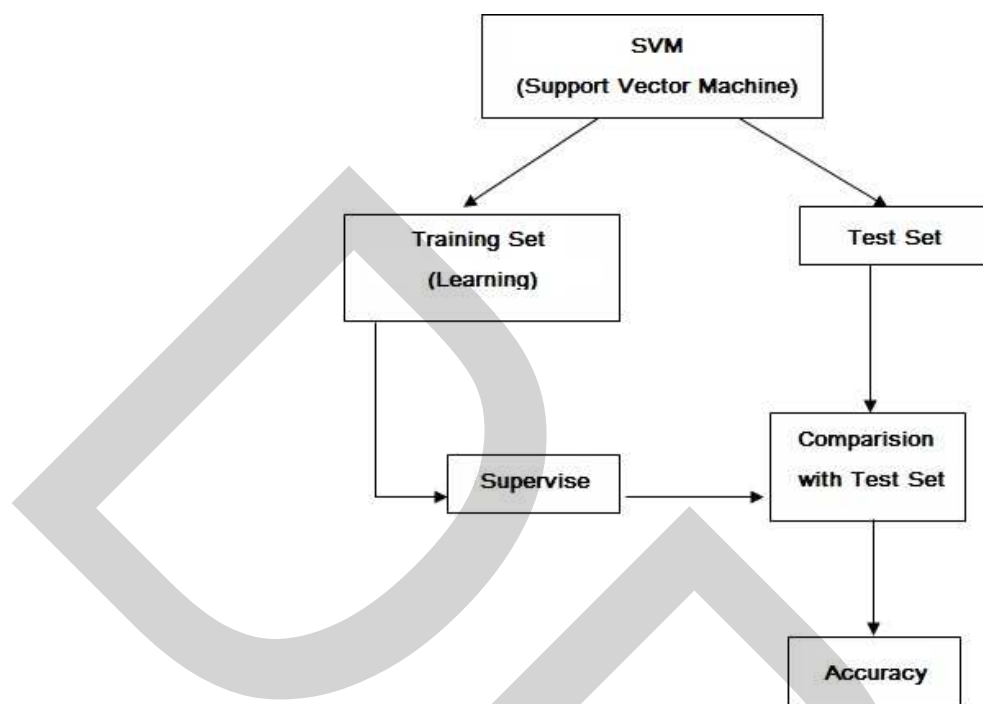 SVM
(Support Vector Machine)
Training Set
(Learning)
Test Set
Supervise
Comparision
with Test Set
Accuracy